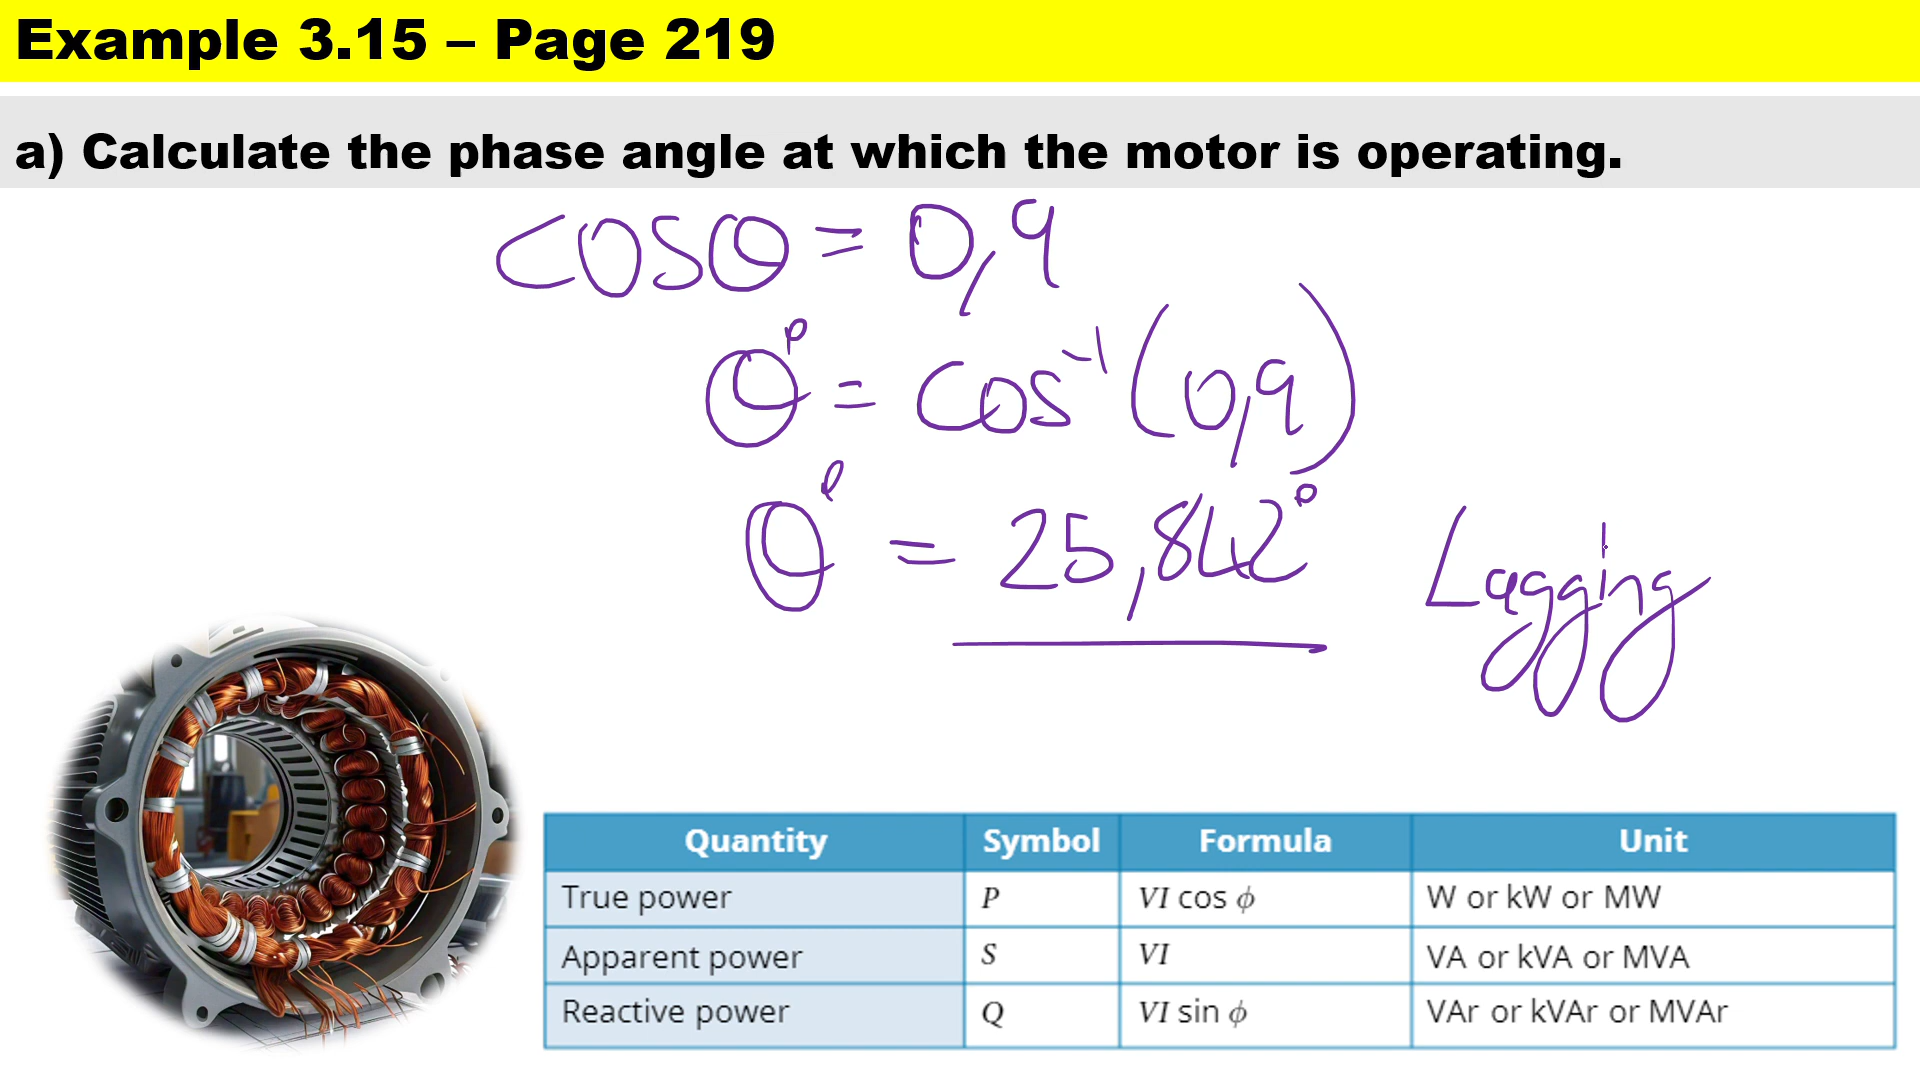 Example 3.15 – Page 219
a) Calculate the phase angle at which the motor is operating.
cosθ = 0,9
θ° = cos⁻¹(0,9)
θ° = 25,842° Lagging
Quantity Symbol Formula Unit
True power P VI cos ϕ W or kW or MW
Apparent power S VI VA or kVA or MVA
Reactive power Q VI sin ϕ VAr or kVAr or MVAr